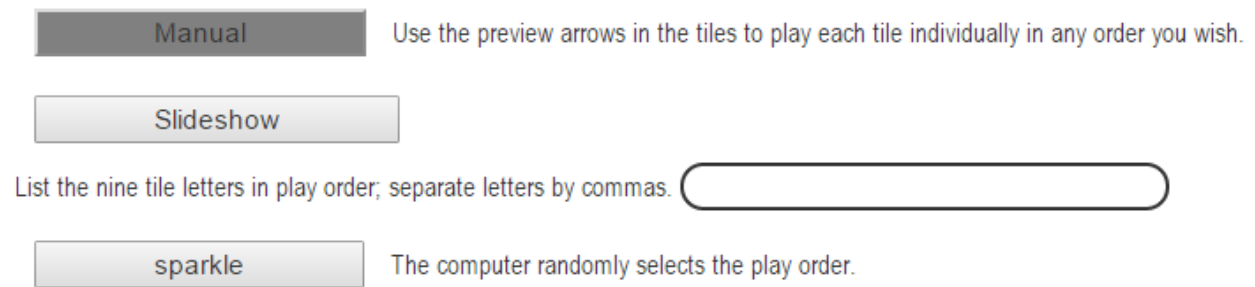 Manual Use the preview arrows in the tiles to play each tile individually in any order you wish.
Slideshow
List the nine tile letters in play order; separate letters by commas.
sparkle The computer randomly selects the play order.